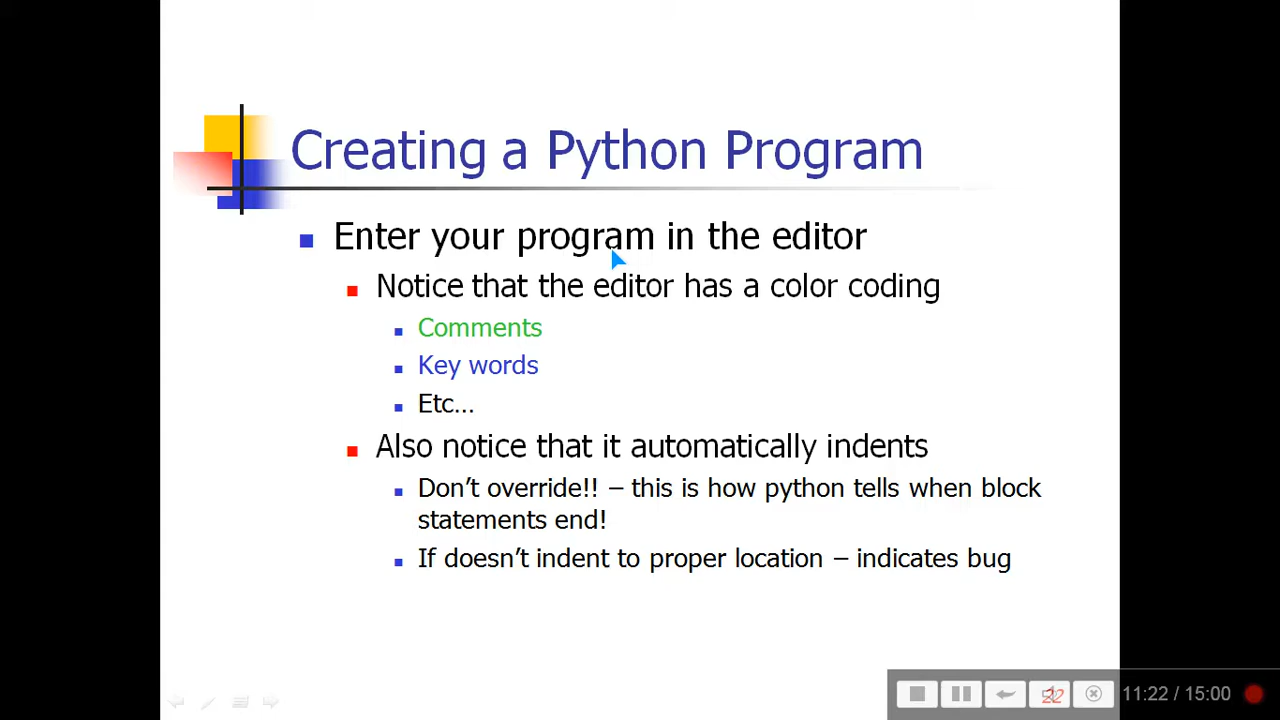 Creating a Python Program
Enter your program in the editor
Notice that the editor has a color coding
Comments
Key words
Etc...
Also notice that it automatically indents
Don't override!! – this is how python tells when block
statements end!
If doesn't indent to proper location – indicates bug
22
11:22 / 15:00